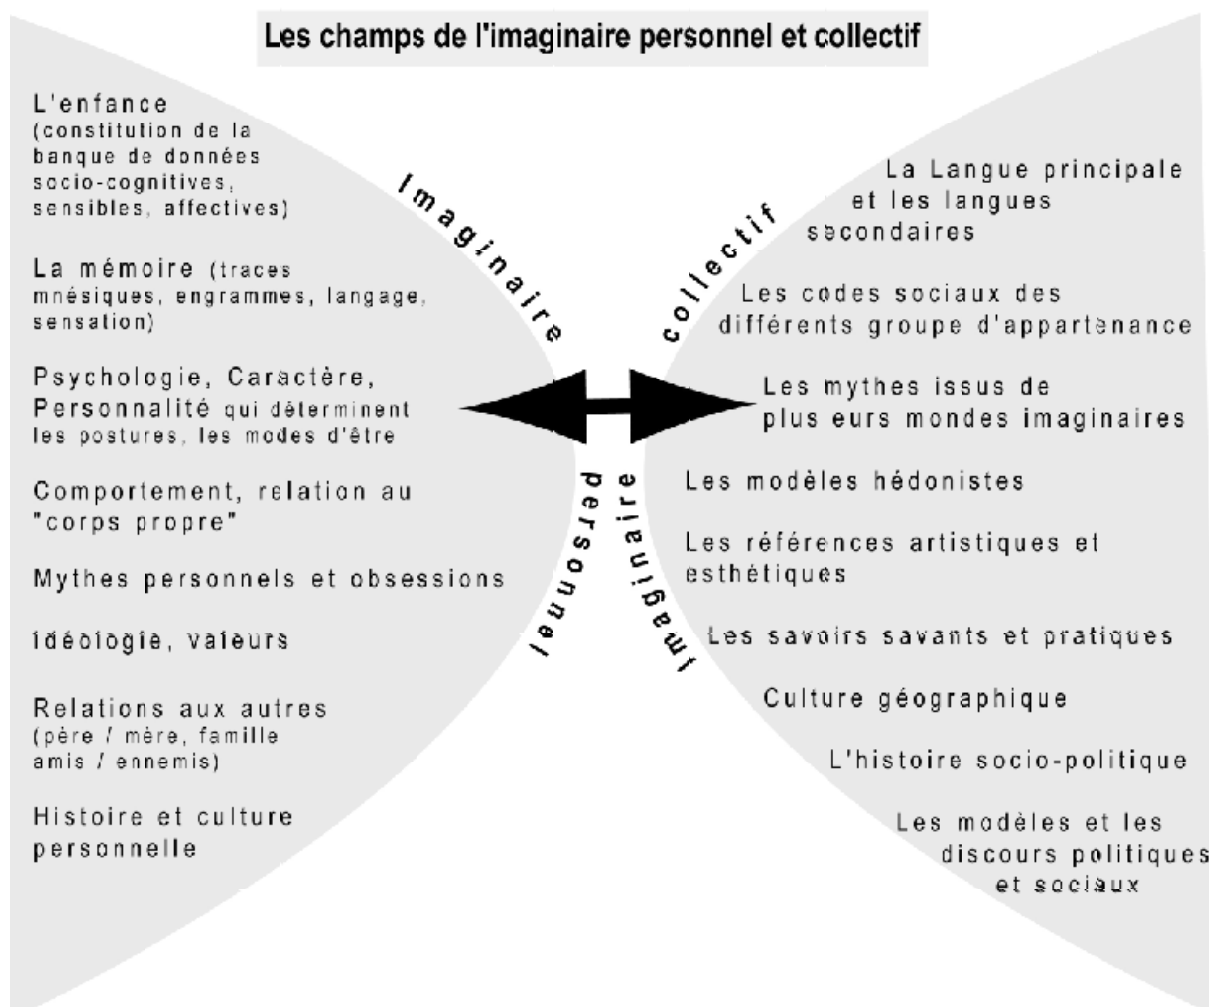 Les champs de l'imaginaire personnel et collectif
L'enfance
(constitution de la
banque de données
socio-cognitives,
sensibles, affectives)
La mémoire (traces
mnésiques, engrammes, langage,
sensation)
Psychologie, Caractère,
Personnalité qui déterminent
les postures, les modes d'être
Comportement, relation au
"corps propre"
Mythes personnels et obsessions
idéologie, valeurs
Relations aux autres
(père / mère, famille
amis / ennemis)
Histoire et culture
personnelle
Imaginaire
personnel
imaginaire
collectif
La Langue principale
et les langues
secondaires
Les codes sociaux des
différents groupe d'appartenance
Les mythes issus de
plus eurs mondes imaginaires
Les modèles hédonistes
Les références artistiques et
esthétiques
Les savoirs savants et pratiques
Culture géographique
L'histoire socio-politique
Les modèles et les
discours politiques
et sociaux